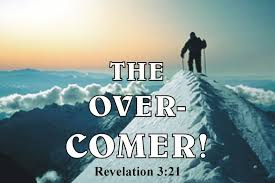 THE
OVER-
COMER!
Revelation 3:21